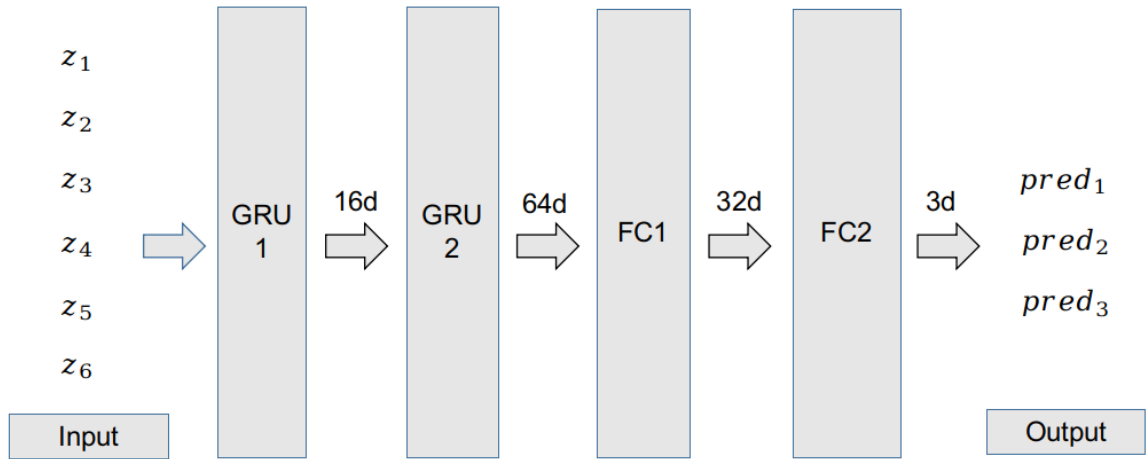 z₁
z₂
z₃
z₄
z₅
z₆
Input
GRU
1
16d
GRU
2
64d
FC1
32d
FC2
3d
pred₁
pred₂
pred₃
Output